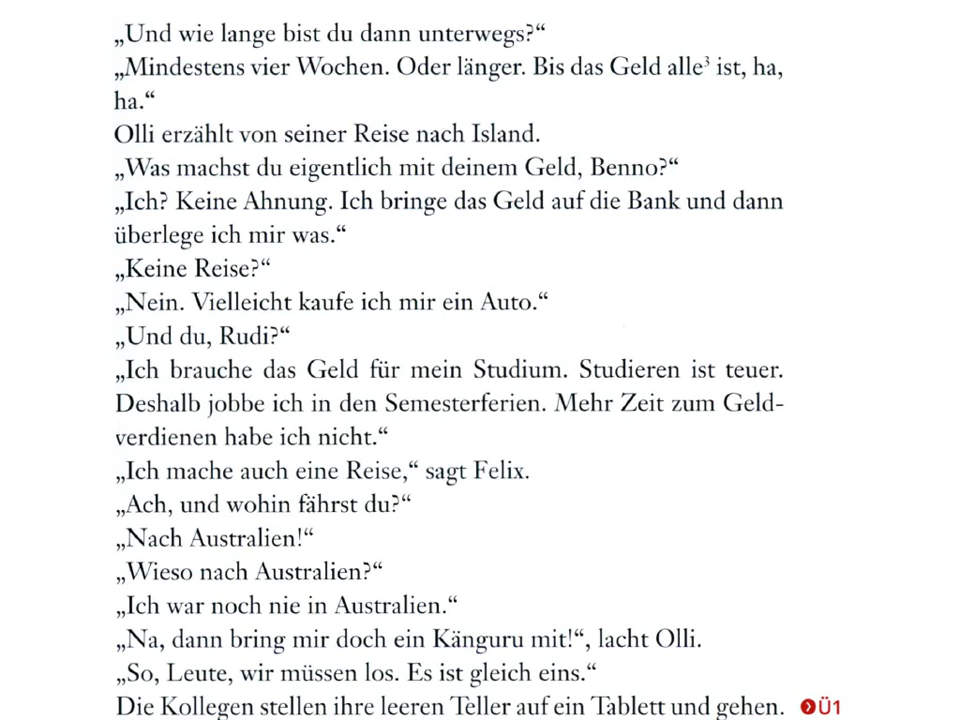 „Und wie lange bist du dann unterwegs?“
„Mindestens vier Wochen. Oder länger. Bis das Geld alle³ ist, ha,
ha.“
Olli erzählt von seiner Reise nach Island.
„Was machst du eigentlich mit deinem Geld, Benno?“
„Ich? Keine Ahnung. Ich bringe das Geld auf die Bank und dann
überlege ich mir was.“
„Keine Reise?“
„Nein. Vielleicht kaufe ich mir ein Auto.“
„Und du, Rudi?“
„Ich brauche das Geld für mein Studium. Studieren ist teuer.
Deshalb jobbe ich in den Semesterferien. Mehr Zeit zum Geld-
verdienen habe ich nicht.“
„Ich mache auch eine Reise,“ sagt Felix.
„Ach, und wohin fährst du?“
„Nach Australien!“
„Wieso nach Australien?“
„Ich war noch nie in Australien.“
„Na, dann bring mir doch ein Känguru mit!“, lacht Olli.
„So, Leute, wir müssen los. Es ist gleich eins.“
Die Kollegen stellen ihre leeren Teller auf ein Tablett und gehen. Ü1